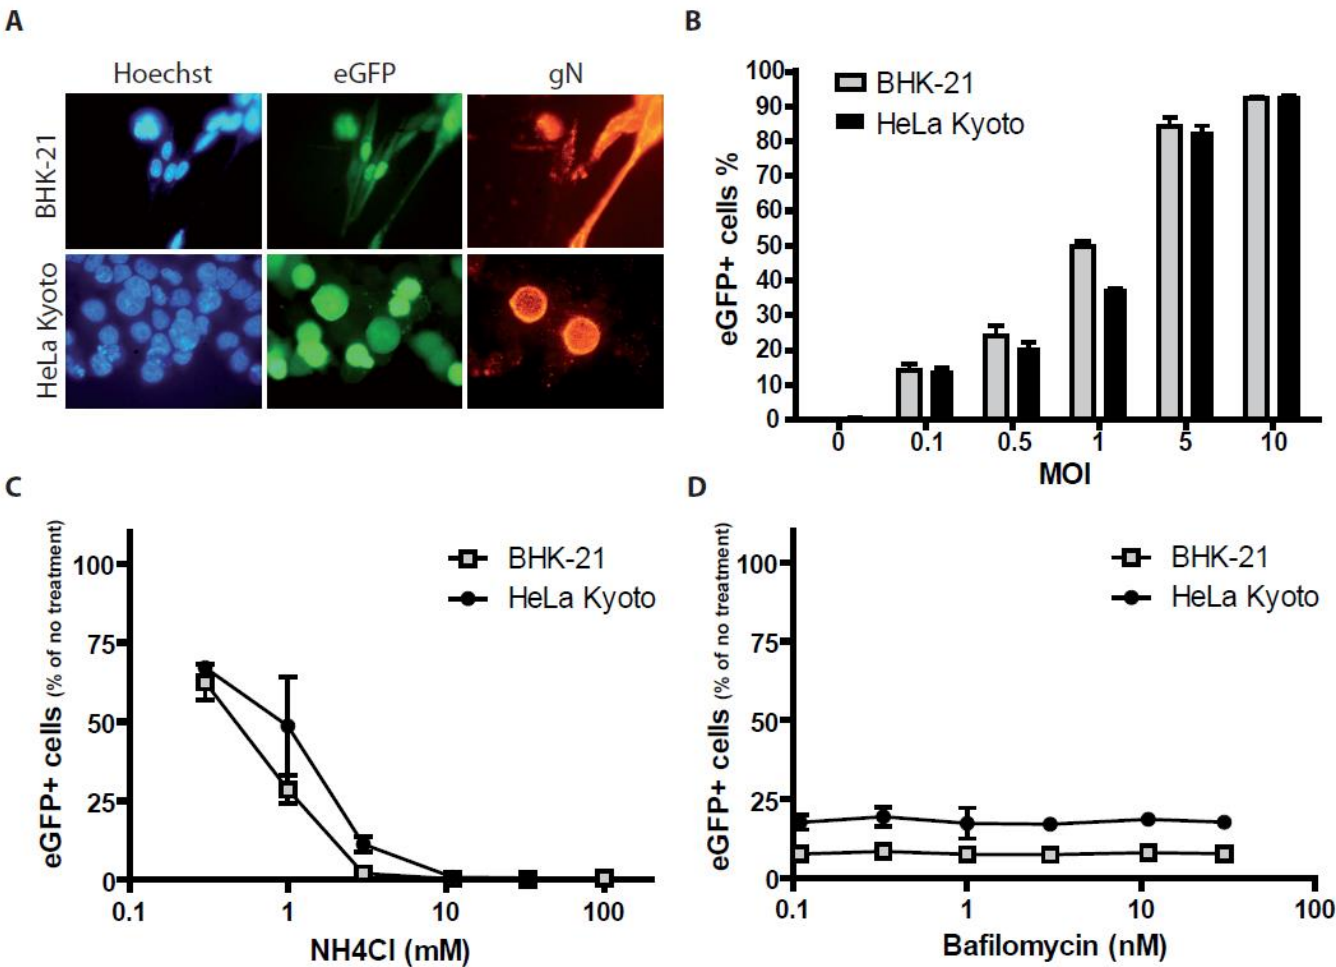 A
Hoechst
eGFP
gN
BHK-21
HeLa Kyoto
B
eGFP+ cells %
100
90
80
70
60
50
40
30
20
10
0
BHK-21
HeLa Kyoto
0
0.1
0.5
1
5
10
MOI
C
eGFP+ cells (% of no treatment)
100
75
50
25
0
BHK-21
HeLa Kyoto
0.1
1
10
100
NH4Cl (mM)
D
eGFP+ cells (% of no treatment)
100
75
50
25
0
BHK-21
HeLa Kyoto
0.1
1
10
100
Bafilomycin (nM)